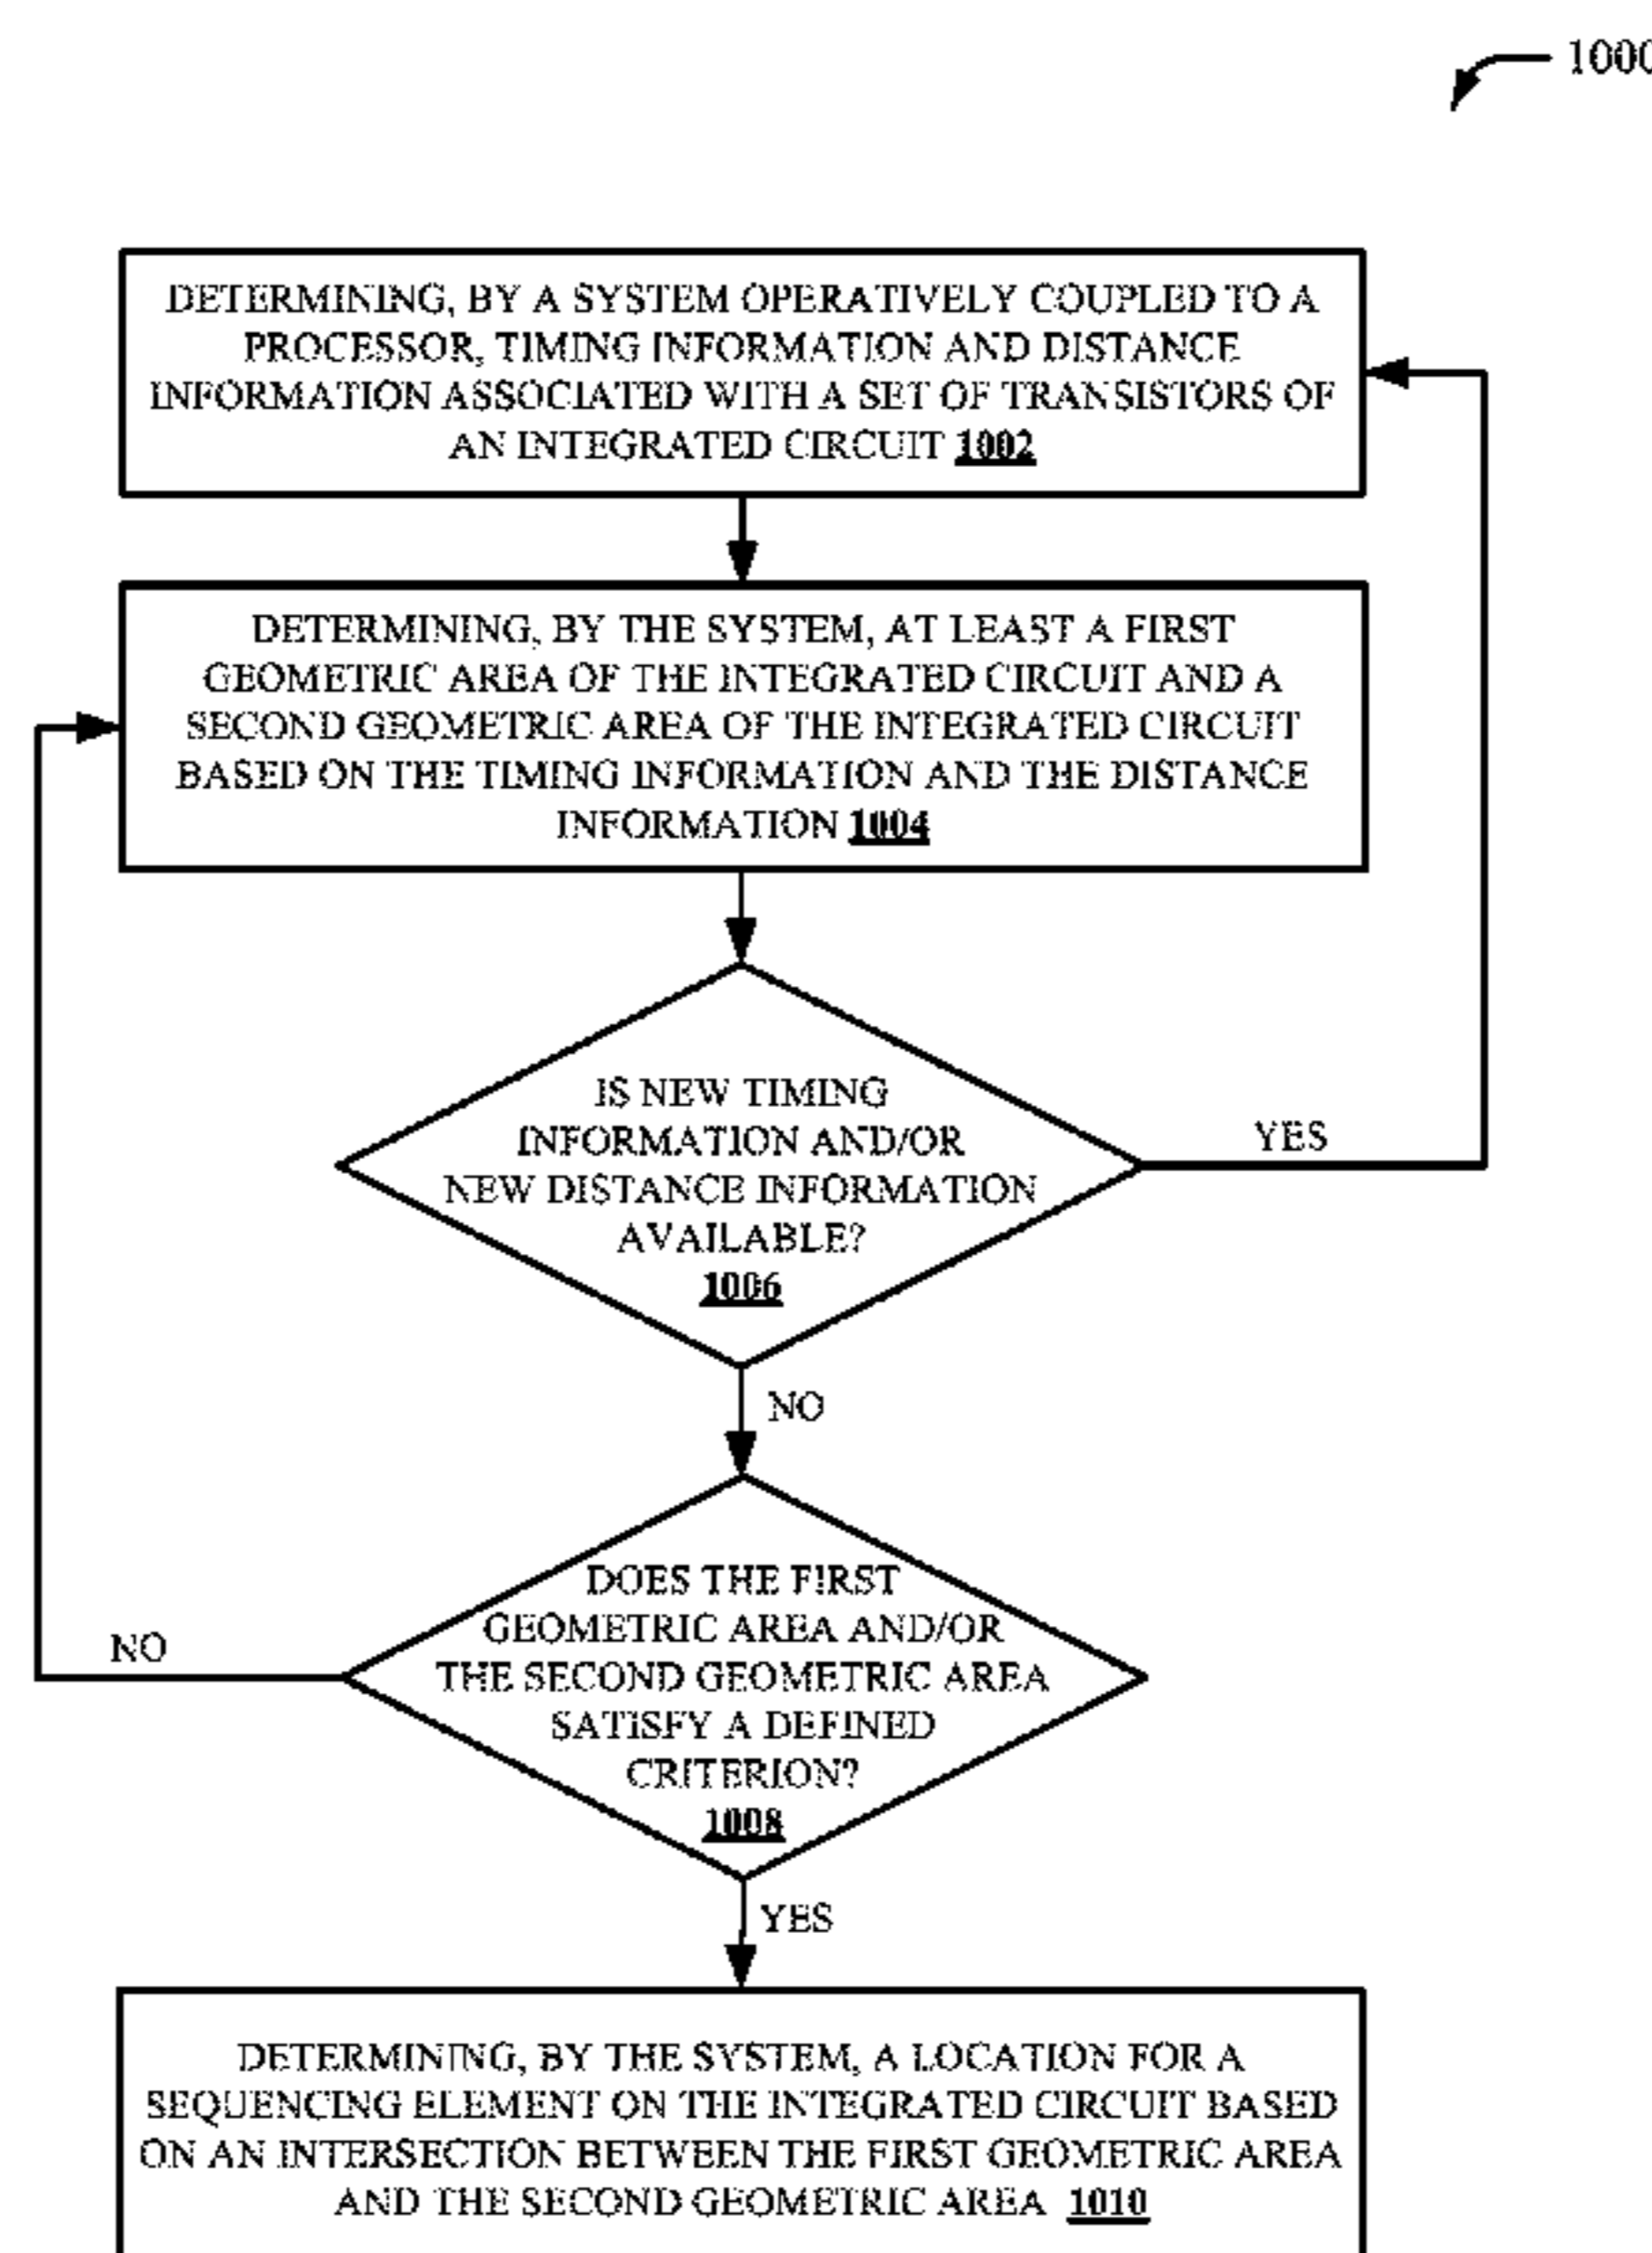 1000
DETERMINING, BY A SYSTEM OPERATIVELY COUPLED TO A
PROCESSOR, TIMING INFORMATION AND DISTANCE
INFORMATION ASSOCIATED WITH A SET OF TRANSISTORS OF
AN INTEGRATED CIRCUIT 1002
DETERMINING, BY THE SYSTEM, AT LEAST A FIRST
GEOMETRIC AREA OF THE INTEGRATED CIRCUIT AND A
SECOND GEOMETRIC AREA OF THE INTEGRATED CIRCUIT
BASED ON THE TIMING INFORMATION AND THE DISTANCE
INFORMATION 1004
IS NEW TIMING
INFORMATION AND/OR
NEW DISTANCE INFORMATION
AVAILABLE?
1006
YES
NO
DOES THE FIRST
GEOMETRIC AREA AND/OR
THE SECOND GEOMETRIC AREA
SATISFY A DEFINED
CRITERION?
1008
NO
YES
DETERMINING, BY THE SYSTEM, A LOCATION FOR A
SEQUENCING ELEMENT ON THE INTEGRATED CIRCUIT BASED
ON AN INTERSECTION BETWEEN THE FIRST GEOMETRIC AREA
AND THE SECOND GEOMETRIC AREA 1010